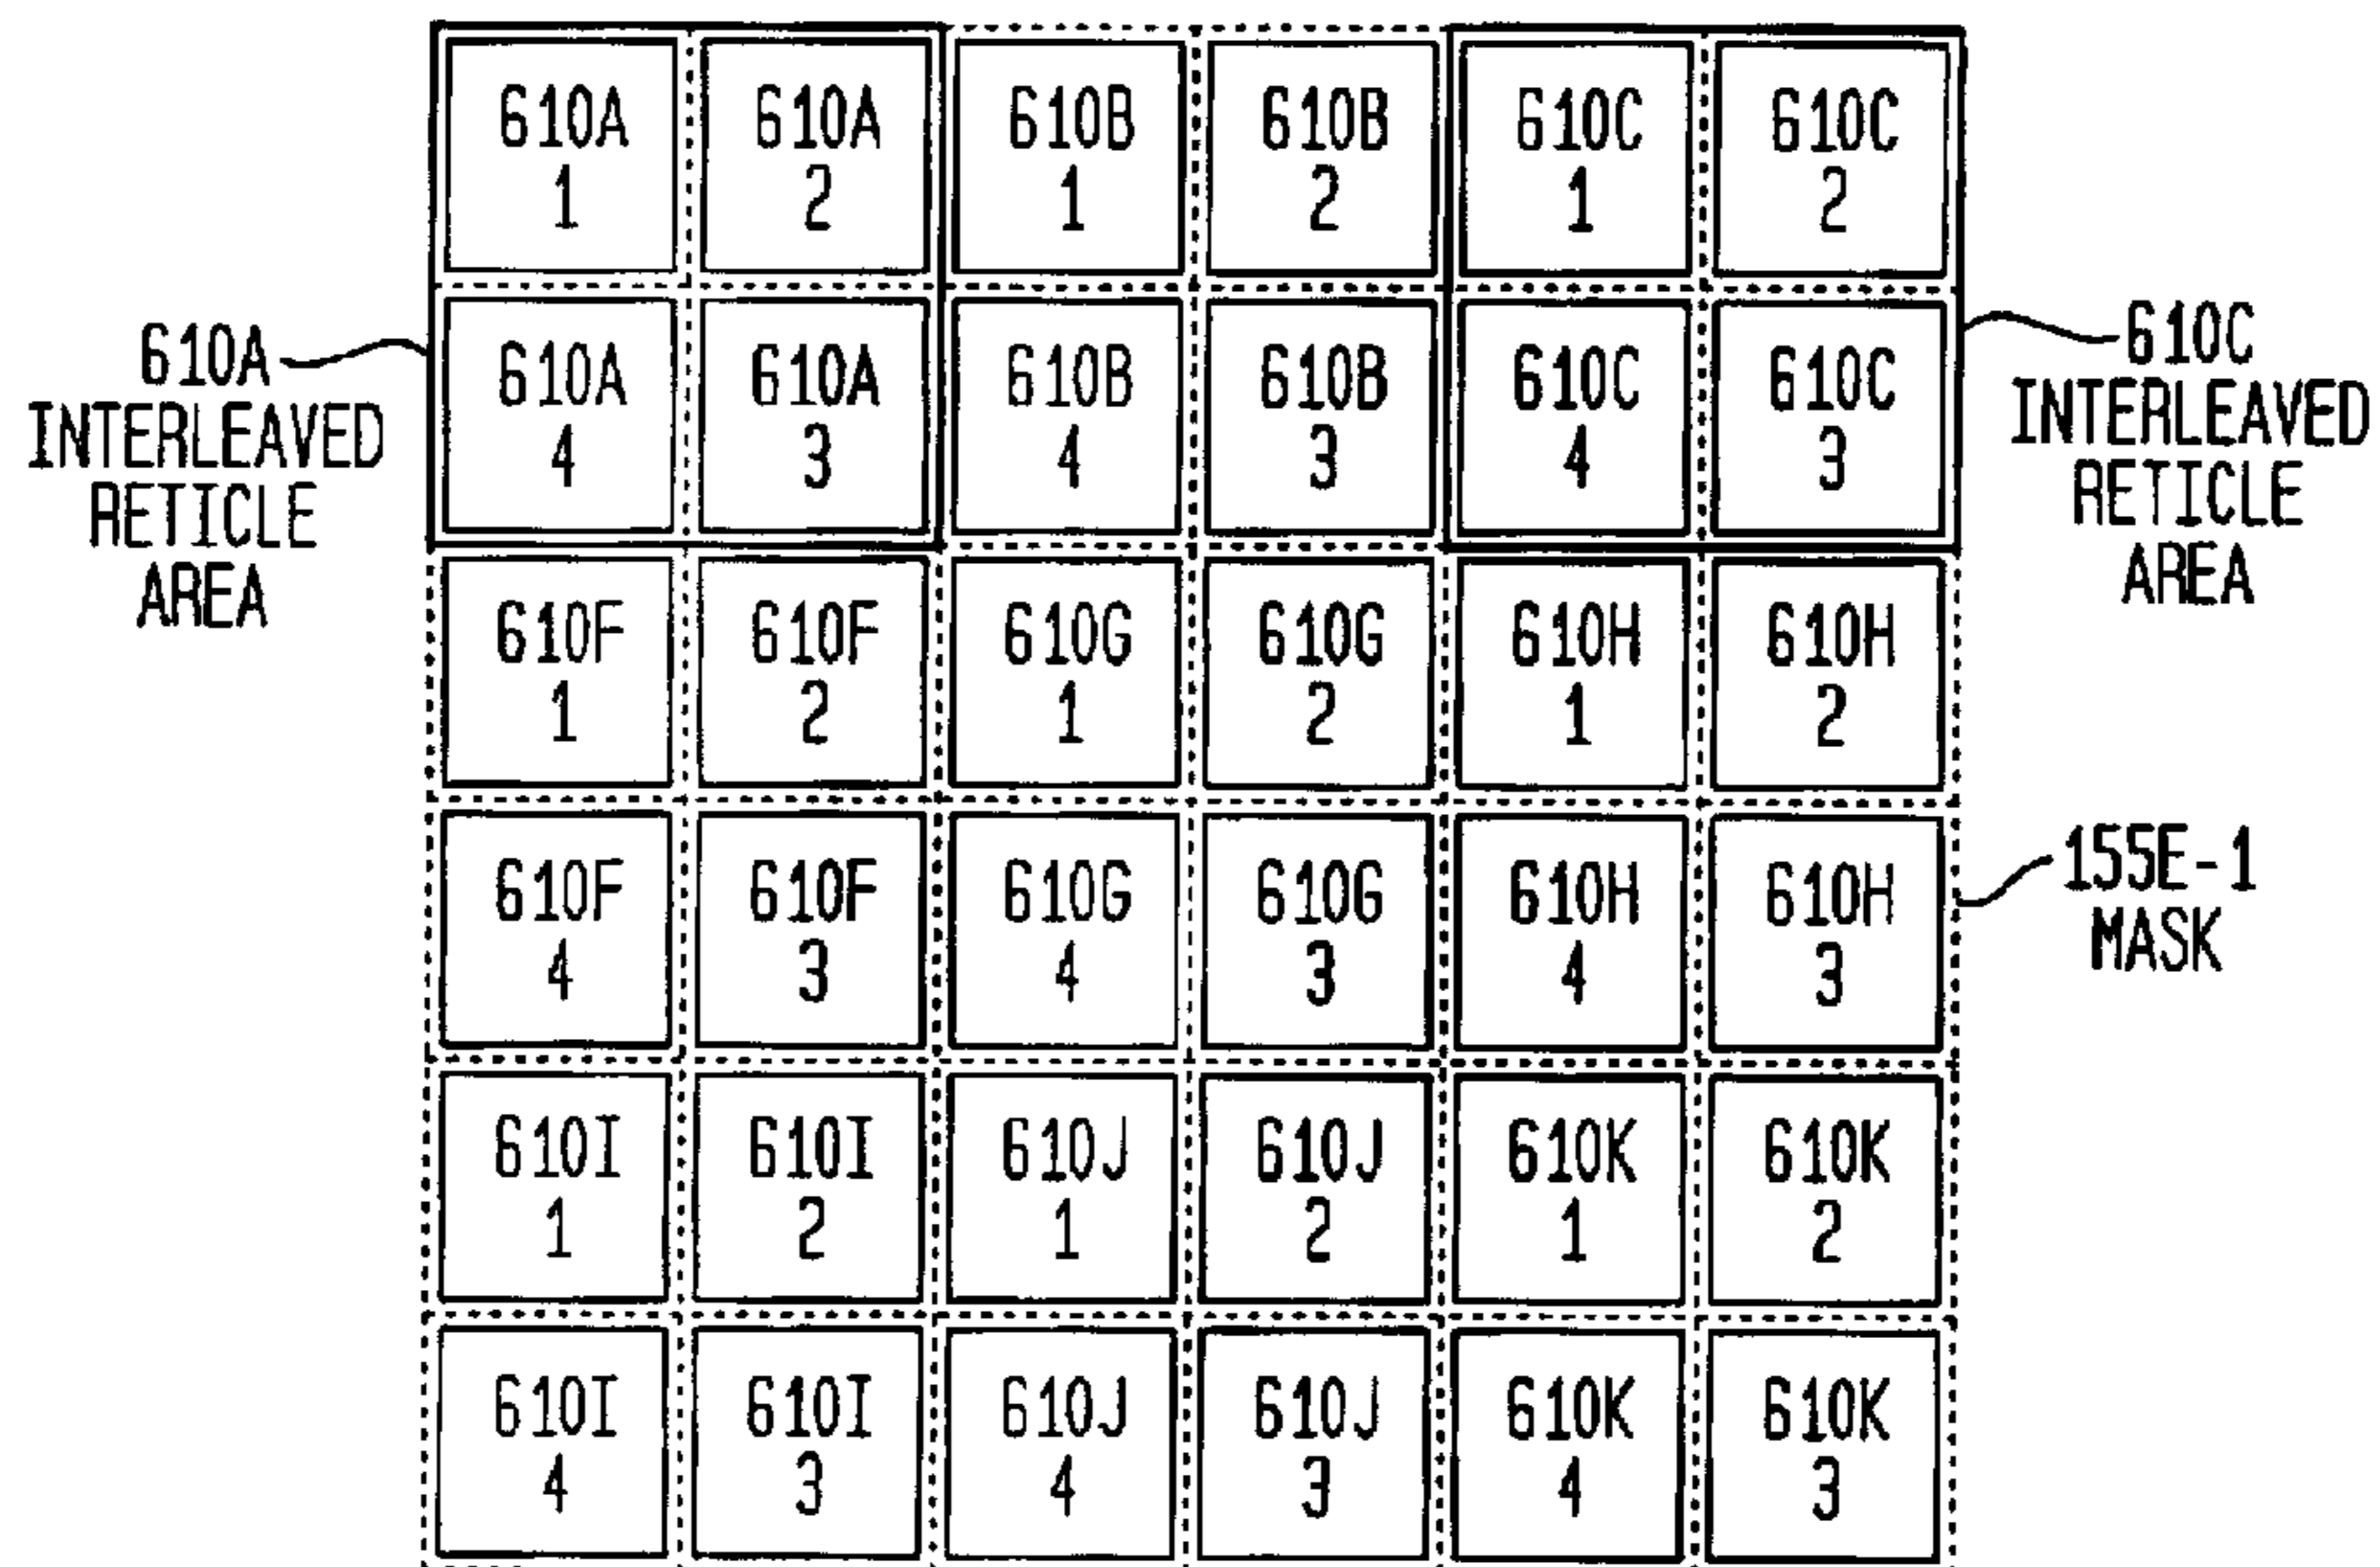 610A 610A 610B 610B 610C 610C
1 2 1 2 1 2
610A 610A 610B 610B 610C 610C
4 3 4 3 4 3
610A
INTERLEAVED
RETICLE
AREA
610C
INTERLEAVED
RETICLE
AREA
610F 610F 610G 610G 610H 610H
1 2 1 2 1 2
610F 610F 610G 610G 610H 610H
4 3 4 3 4 3
155E-1
MASK
610I 610I 610J 610J 610K 610K
1 2 1 2 1 2
610I 610I 610J 610J 610K 610K
4 3 4 3 4 3